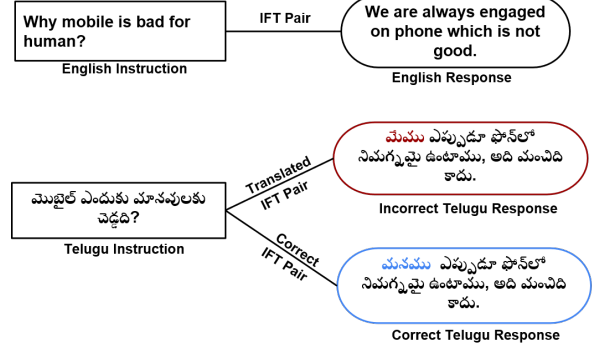 Why mobile is bad for
human?
English Instruction
IFT Pair
We are always engaged
on phone which is not
good.
English Response
మొబైల్ ఎందుకు మానవులకు
చెడ్డది?
Telugu Instruction
Translated
IFT Pair
మేము ఎప్పుడూ ఫోన్‌లో
నిమగ్నమై ఉంటాము, అది మంచిది
కాదు.
Incorrect Telugu Response
Correct
IFT Pair
మనము ఎప్పుడూ ఫోన్‌లో
నిమగ్నమై ఉంటాము, అది మంచిది
కాదు.
Correct Telugu Response